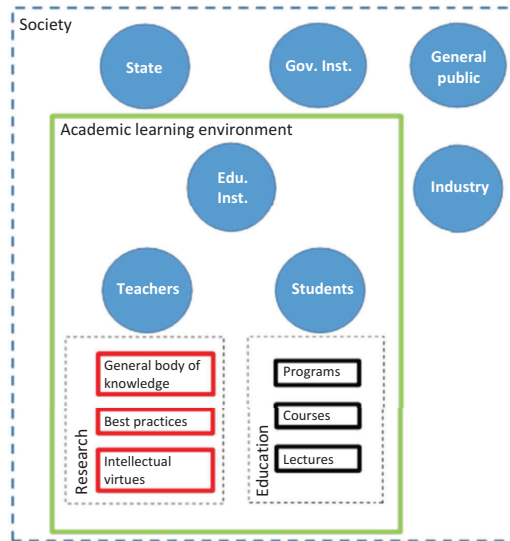 Society
State
Gov. Inst.
General
public
Academic learning environment
Edu.
Inst.
Industry
Teachers
Students
Research
General body of
knowledge
Best practices
Intellectual
virtues
Education
Programs
Courses
Lectures